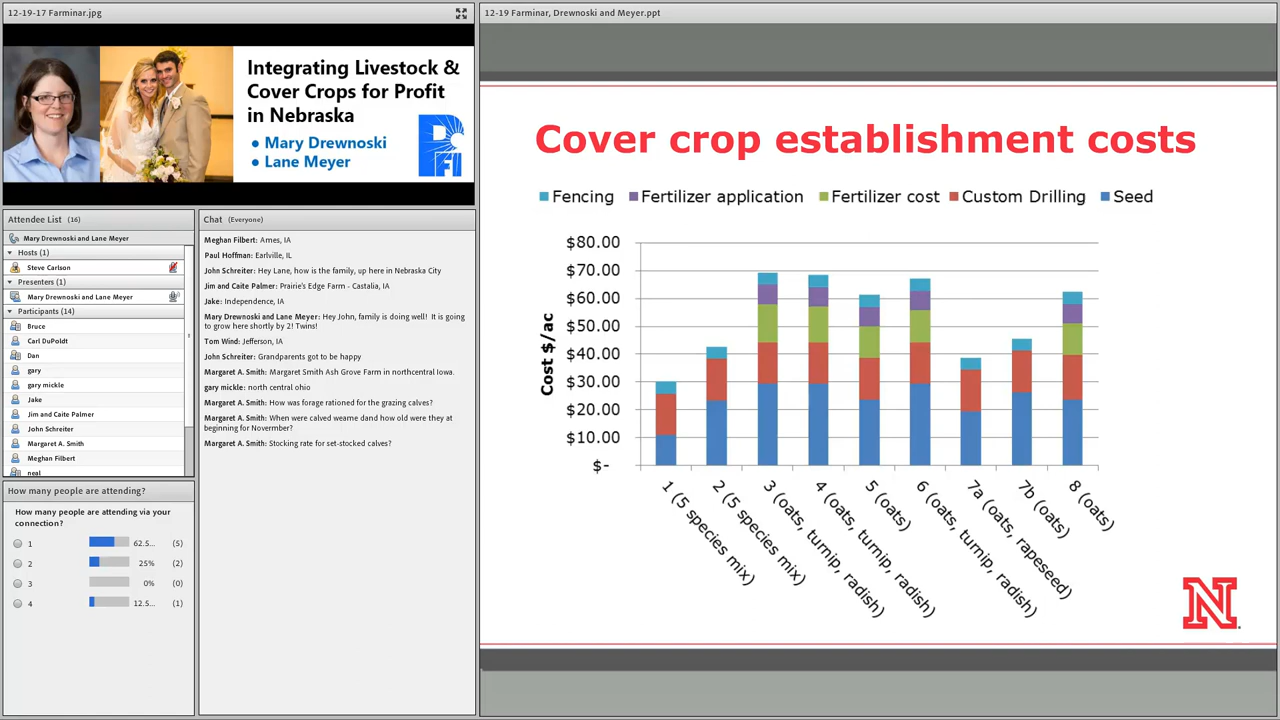 12-19-17 Farminar.jpg
Integrating Livestock &
Cover Crops for Profit
in Nebraska
• Mary Drewnoski
• Lane Meyer
PFI
Attendee List (16)
Mary Drewnoski and Lane Meyer
Hosts (1)
Steve Carlson
Presenters (1)
Mary Drewnoski and Lane Meyer
Participants (14)
Bruce
Carl DuPoldt
Dan
gary
gary mickle
Jake
Jim and Caite Palmer
John Schreiter
Margaret A. Smith
Meghan Filbert
neal
Chat (Everyone)
Meghan Filbert: Ames, IA
Paul Hoffman: Earlville, IL
John Schreiter: Hey Lane, how is the family, up here in Nebraska City
Jim and Caite Palmer: Prairie's Edge Farm - Castalia, IA
Jake: Independence, IA
Mary Drewnoski and Lane Meyer: Hey John, family is doing well! It is going
to grow here shortly by 2! Twins!
Tom Wind: Jefferson, IA
John Schreiter: Grandparents got to be happy
Margaret A. Smith: Margaret Smith Ash Grove Farm in northcentral Iowa.
gary mickle: north central ohio
Margaret A. Smith: How was forage rationed for the grazing calves?
Margaret A. Smith: When were calved weame dand how old were they at
beginning for Novermber?
Margaret A. Smith: Stocking rate for set-stocked calves?
How many people are attending?
How many people are attending via your
connection?
1 62.5... (5)
2 25% (2)
3 0% (0)
4 12.5... (1)
12-19 Farminar, Drewnoski and Meyer.ppt
Cover crop establishment costs
Fencing Fertilizer application Fertilizer cost Custom Drilling Seed
Cost $/ac
$80.00
$70.00
$60.00
$50.00
$40.00
$30.00
$20.00
$10.00
$-
1 (5 species mix)
2 (5 species mix)
3 (oats, turnip, radish)
4 (oats, turnip, radish)
5 (oats)
6 (oats, turnip, radish)
7a (oats, rapeseed)
7b (oats)
8 (oats)
N